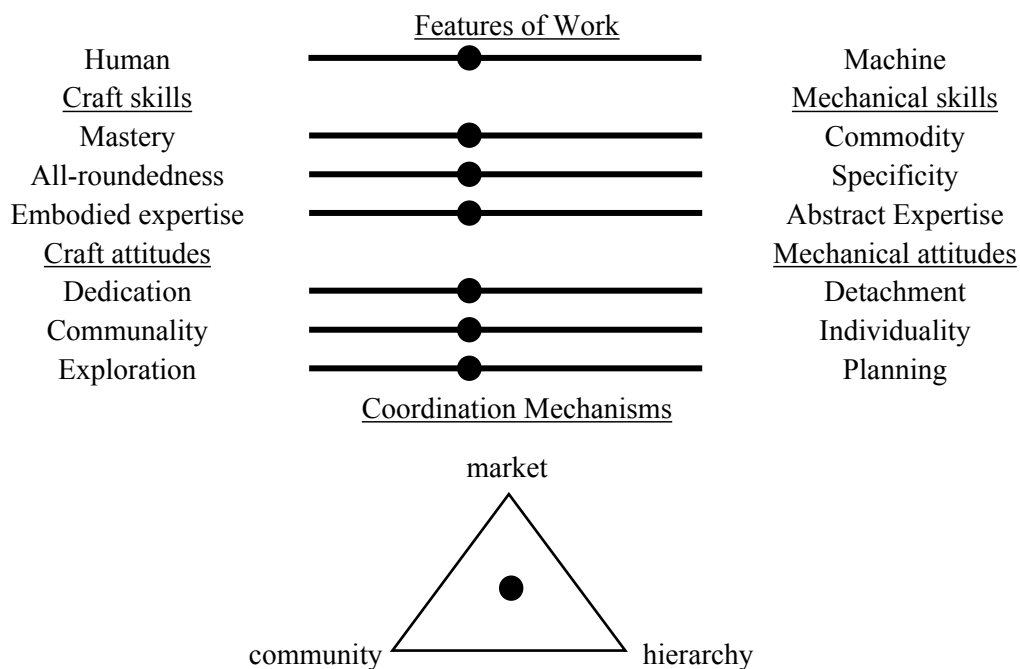 Features of Work
Human Machine
Craft skills Mechanical skills
Mastery Commodity
All-roundedness Specificity
Embodied expertise Abstract Expertise
Craft attitudes Mechanical attitudes
Dedication Detachment
Communality Individuality
Exploration Planning
Coordination Mechanisms
market
community hierarchy